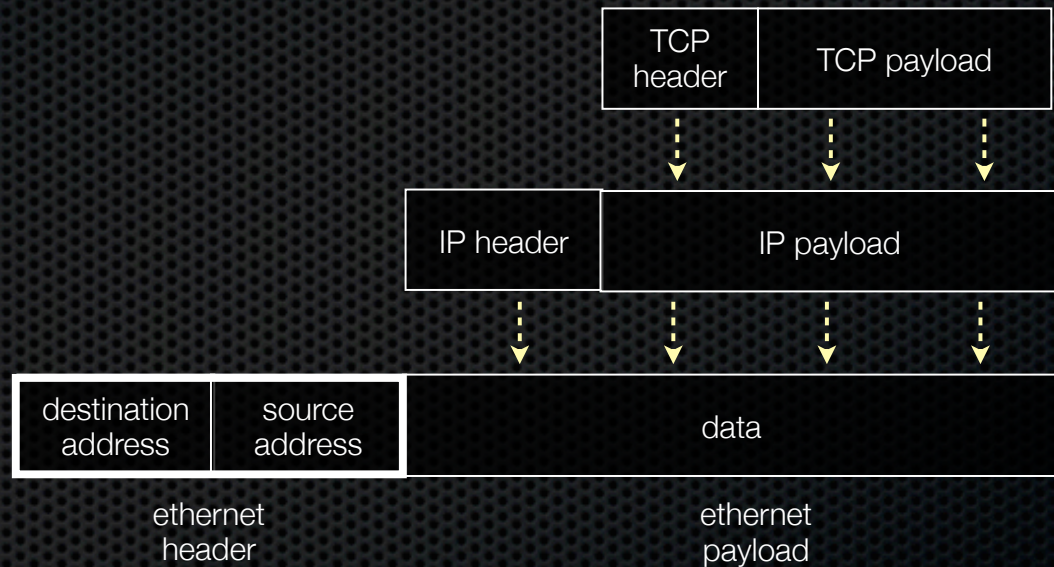 TCP
header
TCP payload
IP header
IP payload
destination
address
source
address
data
ethernet
header
ethernet
payload